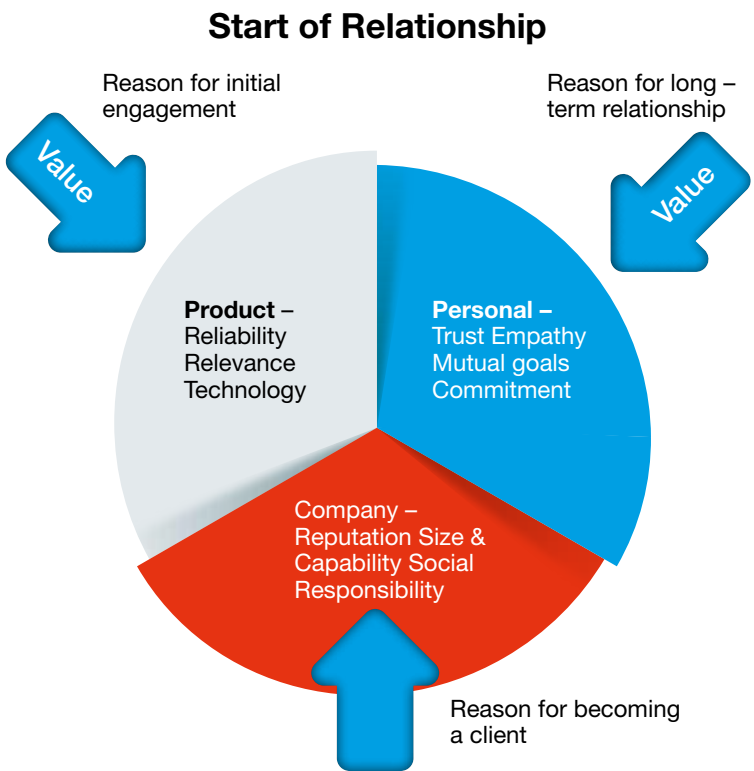 Start of Relationship
Reason for initial
engagement
Reason for long –
term relationship
Value
Value
Product –
Reliability
Relevance
Technology
Personal –
Trust Empathy
Mutual goals
Commitment
Company –
Reputation Size &
Capability Social
Responsibility
Reason for becoming
a client